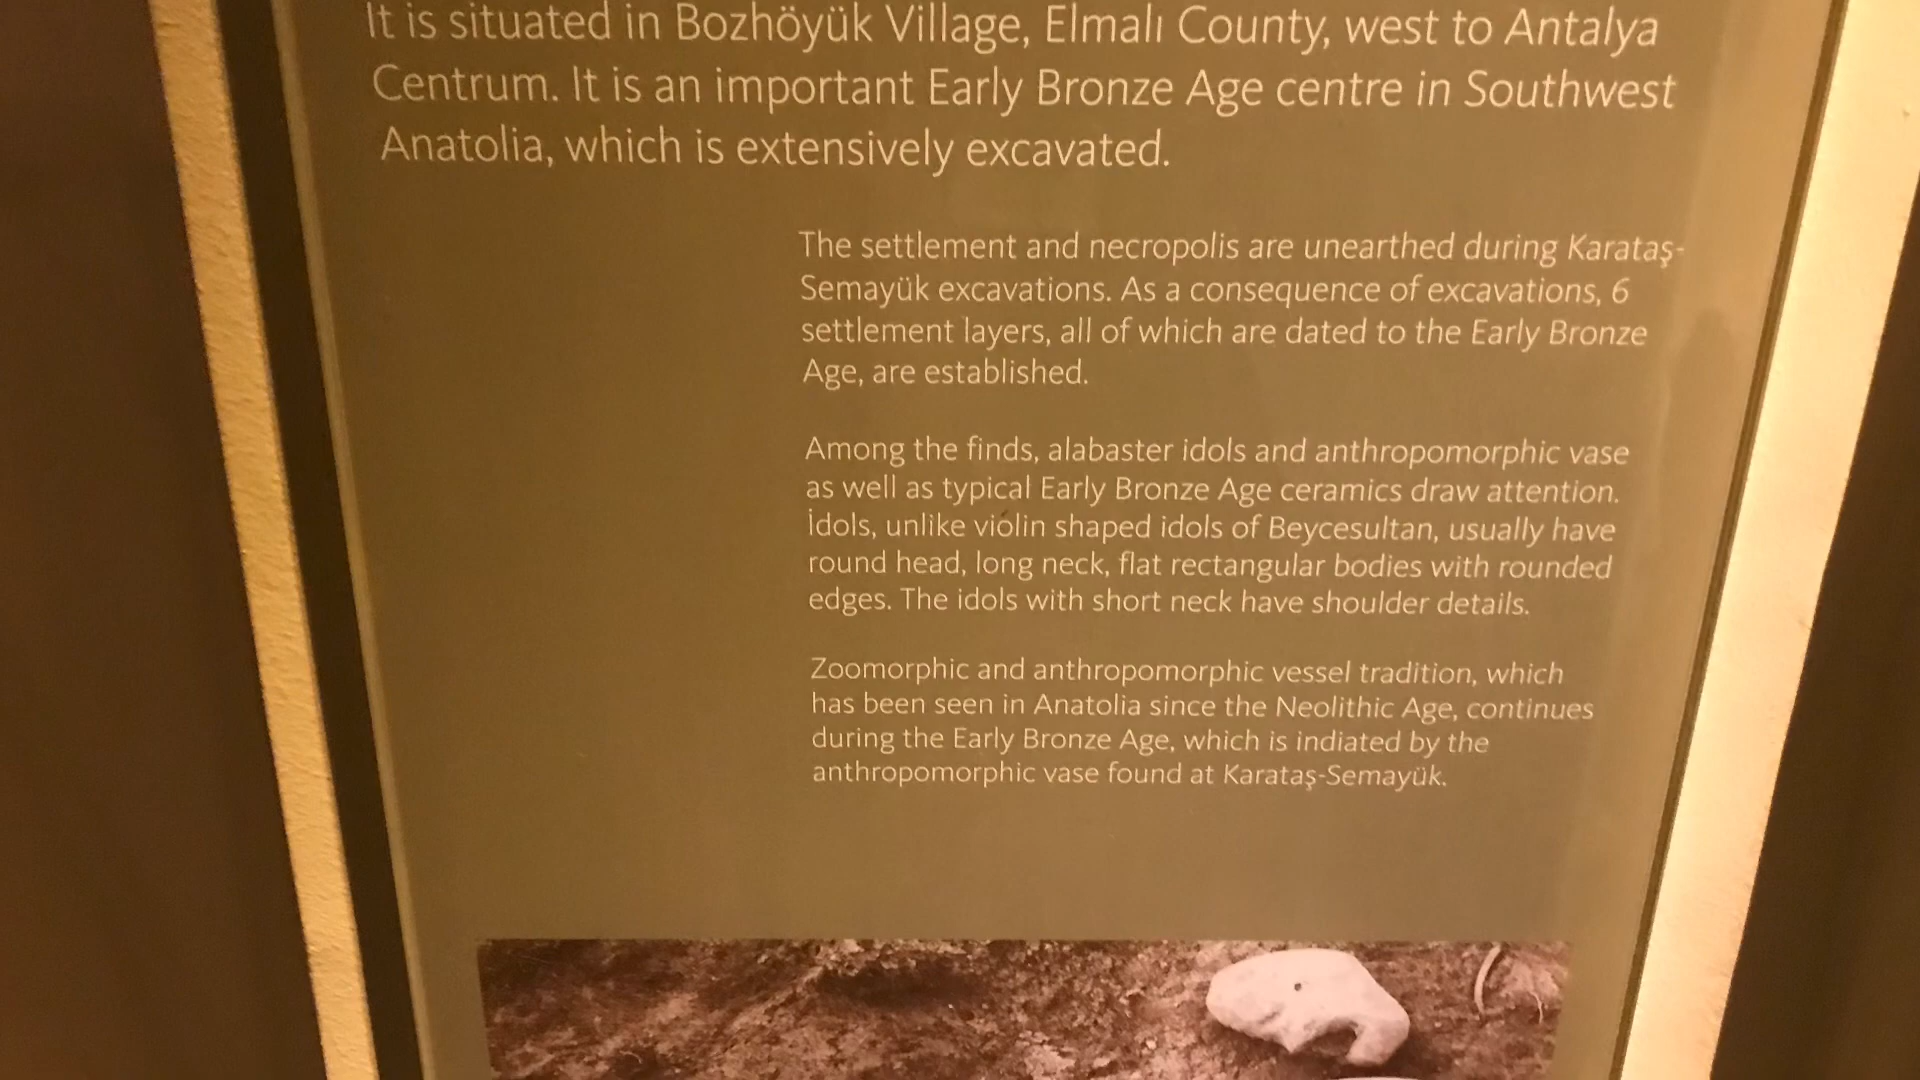 It is situated in Bozhöyük Village, Elmalı County, west to Antalya
Centrum. It is an important Early Bronze Age centre in Southwest
Anatolia, which is extensively excavated.
The settlement and necropolis are unearthed during Karataş-
Semayük excavations. As a consequence of excavations, 6
settlement layers, all of which are dated to the Early Bronze
Age, are established.
Among the finds, alabaster idols and anthropomorphic vase
as well as typical Early Bronze Age ceramics draw attention.
İdols, unlike violin shaped idols of Beycesultan, usually have
round head, long neck, flat rectangular bodies with rounded
edges. The idols with short neck have shoulder details.
Zoomorphic and anthropomorphic vessel tradition, which
has been seen in Anatolia since the Neolithic Age, continues
during the Early Bronze Age, which is indiated by the
anthropomorphic vase found at Karataş-Semayük.